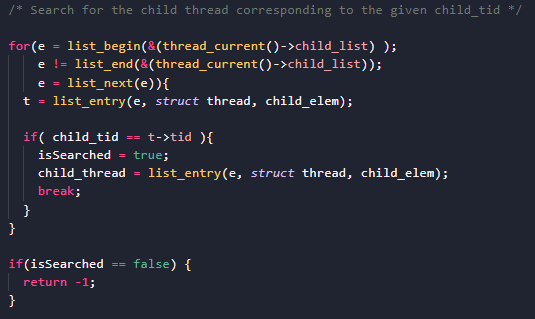 /* Search for the child thread corresponding to the given child_tid */
for(e = list_begin(&(thread_current()->child_list) );
e != list_end(&(thread_current()->child_list));
e = list_next(e)){
t = list_entry(e, struct thread, child_elem);
if( child_tid == t->tid ){
isSearched = true;
child_thread = list_entry(e, struct thread, child_elem);
break;
}
}
if(isSearched == false) {
return -1;
}